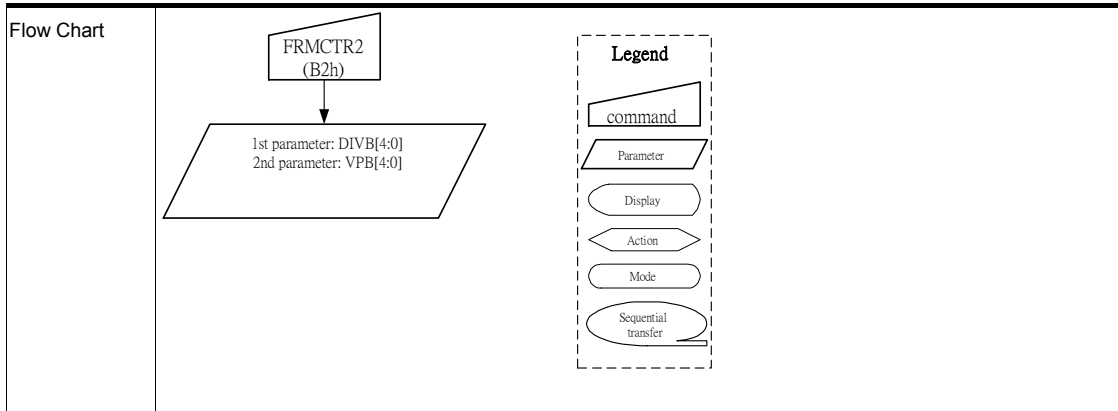 Flow Chart
FRMCTR2
(B2h)
1st parameter: DIVB[4:0]
2nd parameter: VPB[4:0]
Legend
command
Parameter
Display
Action
Mode
Sequential
transfer